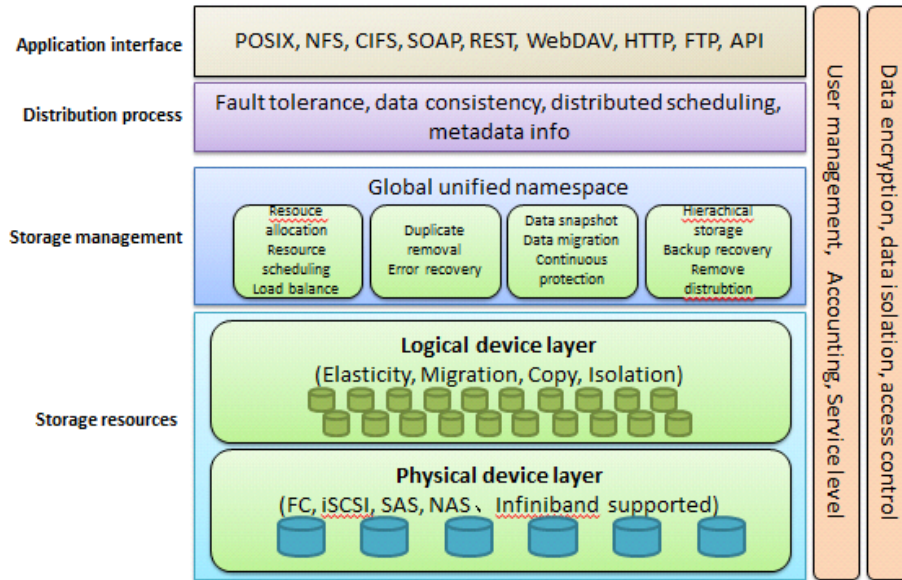 Application interface
POSIX, NFS, CIFS, SOAP, REST, WebDAV, HTTP, FTP, API
Distribution process
Fault tolerance, data consistency, distributed scheduling,
metadata info
Storage management
Global unified namespace
Resouce
allocation
Resource
scheduling
Load balance
Duplicate
removal
Error recovery
Data snapshot
Data migration
Continuous
protection
Hierachical
storage
Backup recovery
Remove
distrubtion
Storage resources
Logical device layer
(Elasticity, Migration, Copy, Isolation)
Physical device layer
(FC, iSCSI, SAS, NAS、Infiniband supported)
User management, Accounting, Service level
Data encryption, data isolation, access control